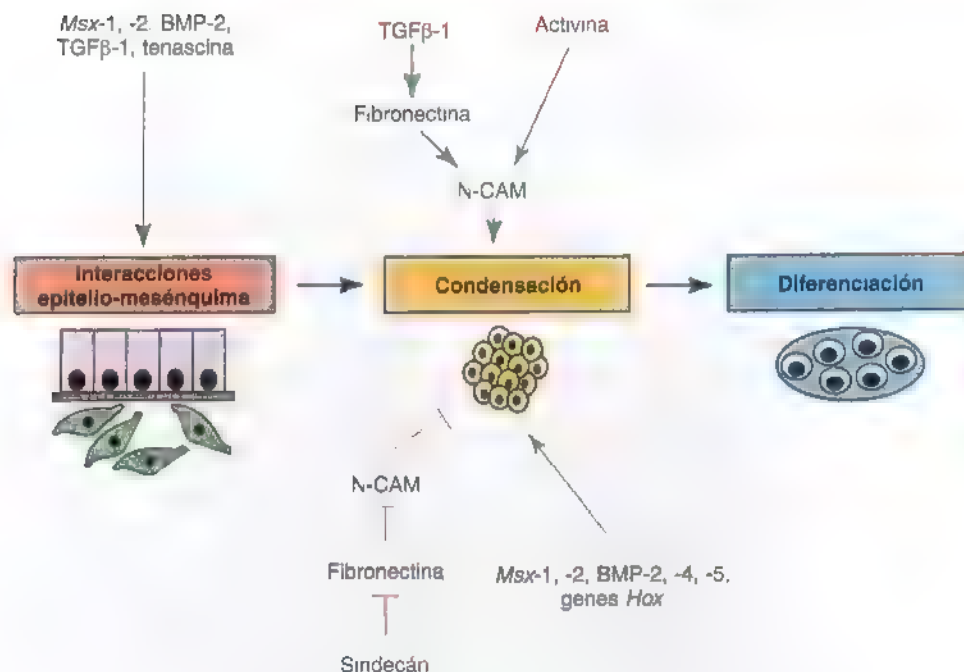 Msx-1, -2, BMP-2,
TGFβ-1, tenascina
TGFβ-1
Activina
Fibronectina
N-CAM
Interacciones
epitelio-mesénquima
Condensación
Diferenciación
N-CAM
Fibronectina
Sindecán
Msx-1, -2, BMP-2, -4, -5,
genes Hox